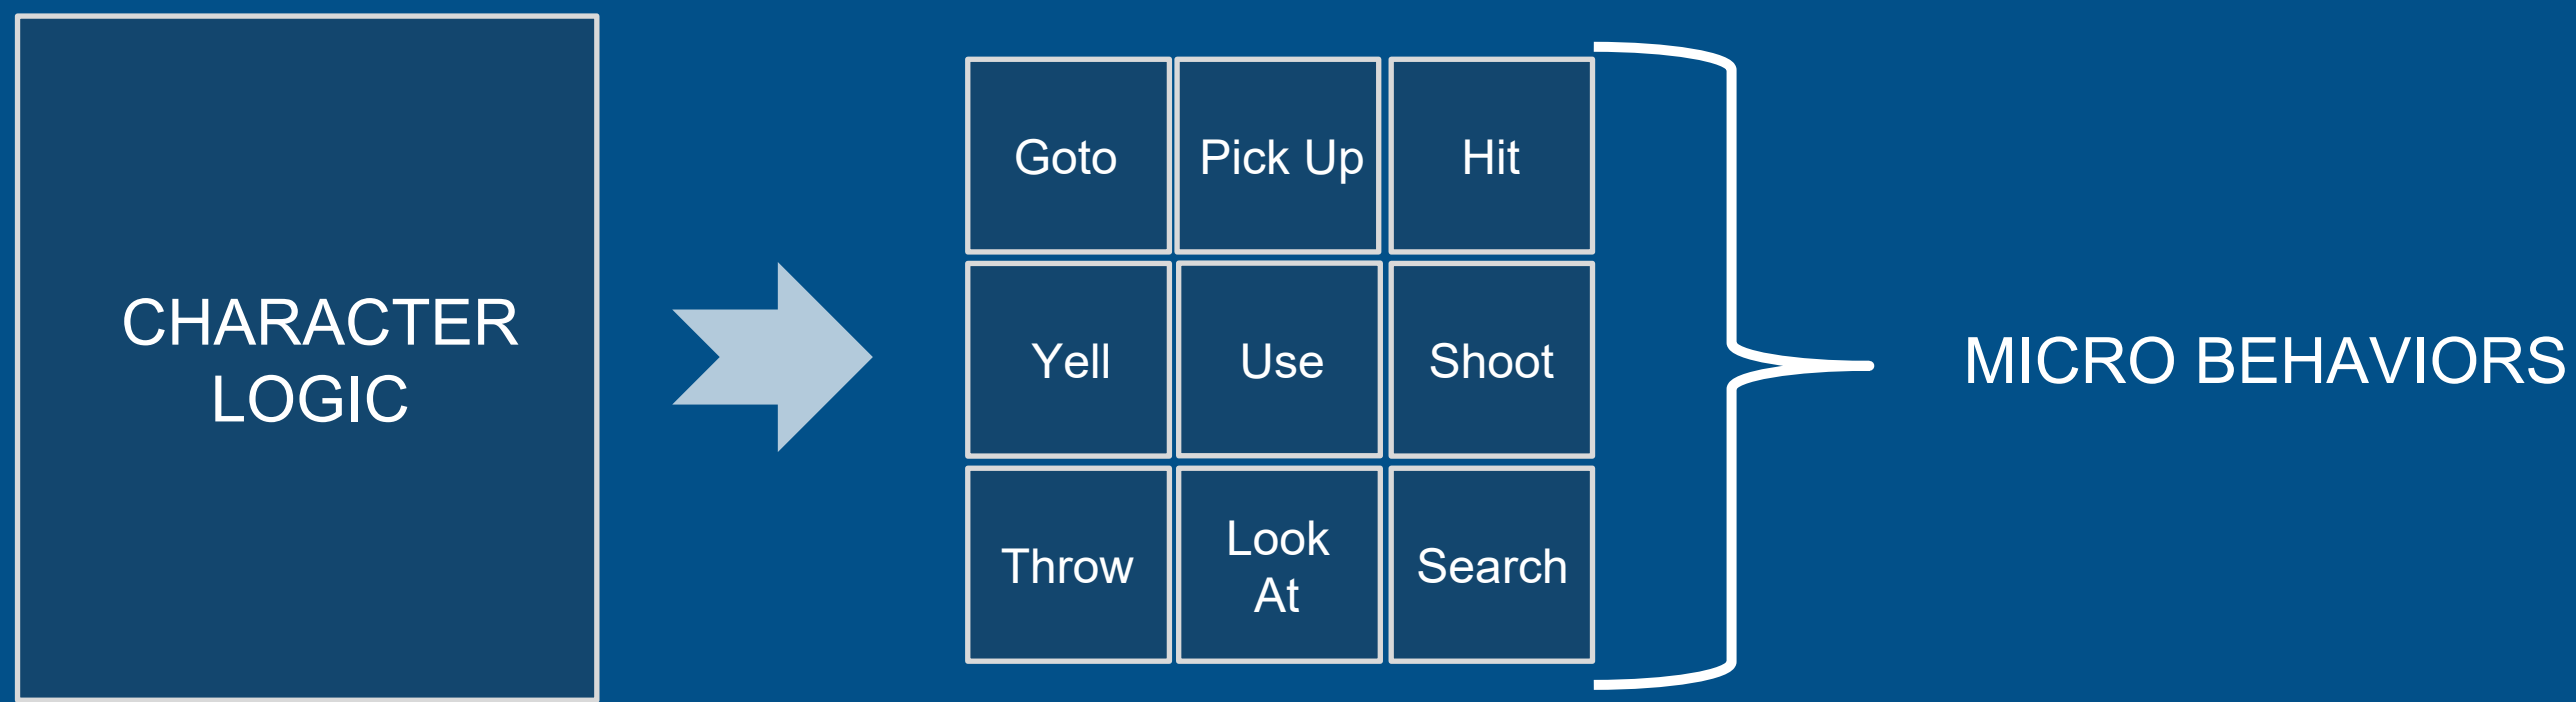 CHARACTER
LOGIC
Goto
Pick Up
Hit
Yell
Use
Shoot
Throw
Look
At
Search
MICRO BEHAVIORS